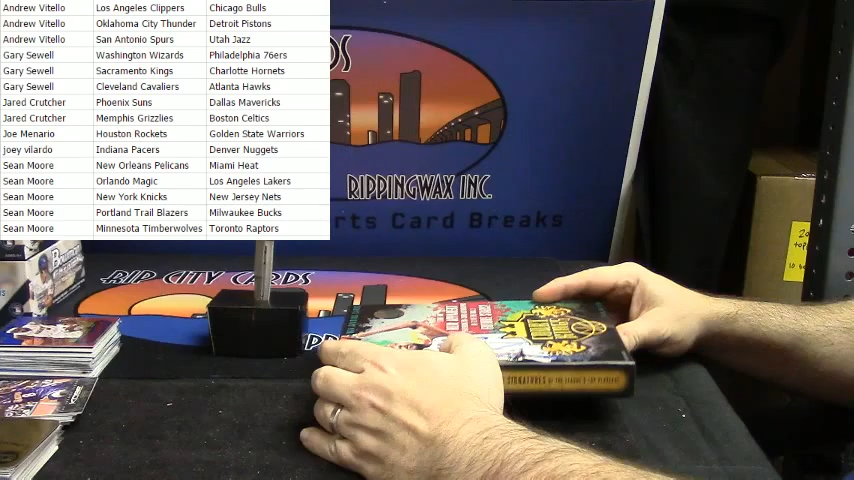 Andrew Vitello Los Angeles Clippers Chicago Bulls
Andrew Vitello Oklahoma City Thunder Detroit Pistons
Andrew Vitello San Antonio Spurs Utah Jazz
Gary Sewell Washington Wizards Philadelphia 76ers
Gary Sewell Sacramento Kings Charlotte Hornets
Gary Sewell Cleveland Cavaliers Atlanta Hawks
Jared Crutcher Phoenix Suns Dallas Mavericks
Jared Crutcher Memphis Grizzlies Boston Celtics
Joe Menario Houston Rockets Golden State Warriors
joey vilardo Indiana Pacers Denver Nuggets
Sean Moore New Orleans Pelicans Miami Heat
Sean Moore Orlando Magic Los Angeles Lakers
Sean Moore New York Knicks New Jersey Nets
Sean Moore Portland Trail Blazers Milwaukee Bucks
Sean Moore Minnesota Timberwolves Toronto Raptors
DS
RIPPINGWAX INC.
rts Card Breaks
RIP CITY CARDS
SIGNATURES